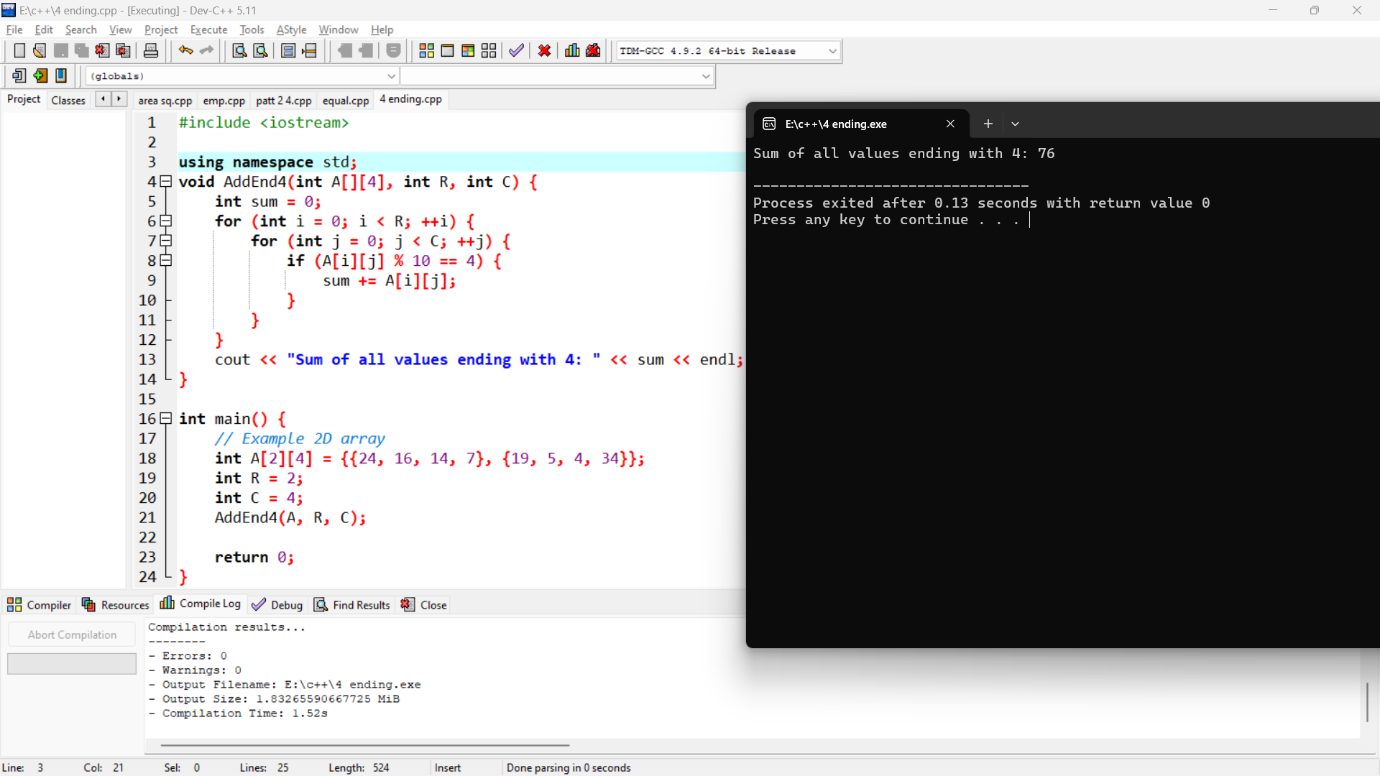 E:\c++\4 ending.cpp - [Executing] - Dev-C++ 5.11
File Edit Search View Project Execute Tools AStyle Window Help
TDM-GCC 4.9.2 64-bit Release
(globals)
Project Classes area sq.cpp emp.cpp patt 2 4.cpp equal.cpp 4 ending.cpp
1 #include <iostream>
2
3 using namespace std;
4 void AddEnd4(int A[][4], int R, int C) {
5 int sum = 0;
6 for (int i = 0; i < R; ++i) {
7 for (int j = 0; j < C; ++j) {
8 if (A[i][j] % 10 == 4) {
9 sum += A[i][j];
10 }
11 }
12 }
13 cout << "Sum of all values ending with 4: " << sum << endl;
14 }
15
16 int main() {
17 // Example 2D array
18 int A[2][4] = {{24, 16, 14, 7}, {19, 5, 4, 34}};
19 int R = 2;
20 int C = 4;
21 AddEnd4(A, R, C);
22
23 return 0;
24 }
E:\c++\4 ending.exe
Sum of all values ending with 4: 76
--------------------------------
Process exited after 0.13 seconds with return value 0
Press any key to continue . . .
Compiler Resources Compile Log Debug Find Results Close
Abort Compilation
Compilation results...
--------
- Errors: 0
- Warnings: 0
- Output Filename: E:\c++\4 ending.exe
- Output Size: 1.83265590667725 MiB
- Compilation Time: 1.52s
Line: 3 Col: 21 Sel: 0 Lines: 25 Length: 524 Insert Done parsing in 0 seconds